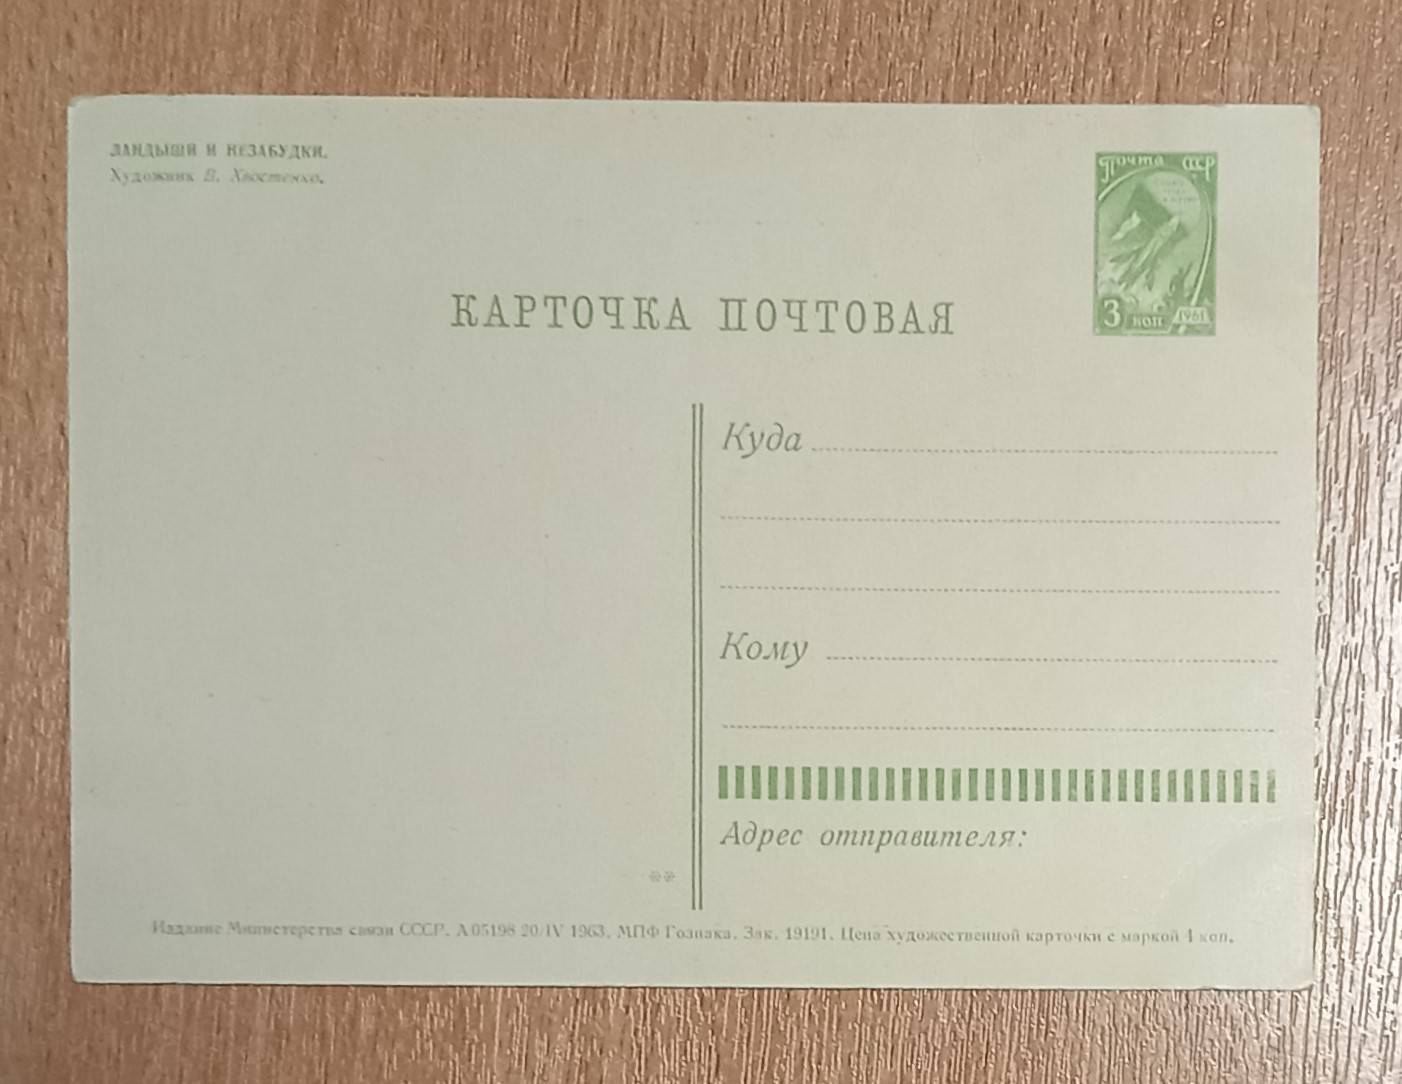 ЛАНДЫШИ И НЕЗАБУДКИ.
Художник В. Хвостенко.
ПОЧТА СССР
3 КОП 1961
КАРТОЧКА ПОЧТОВАЯ
Куда
Кому
Адрес отправителя:
Издание Министерства связи СССР. А 05198 20/IV 1963. МПФ Гознака. Зак. 19191. Цена художественной карточки с маркой 4 коп.